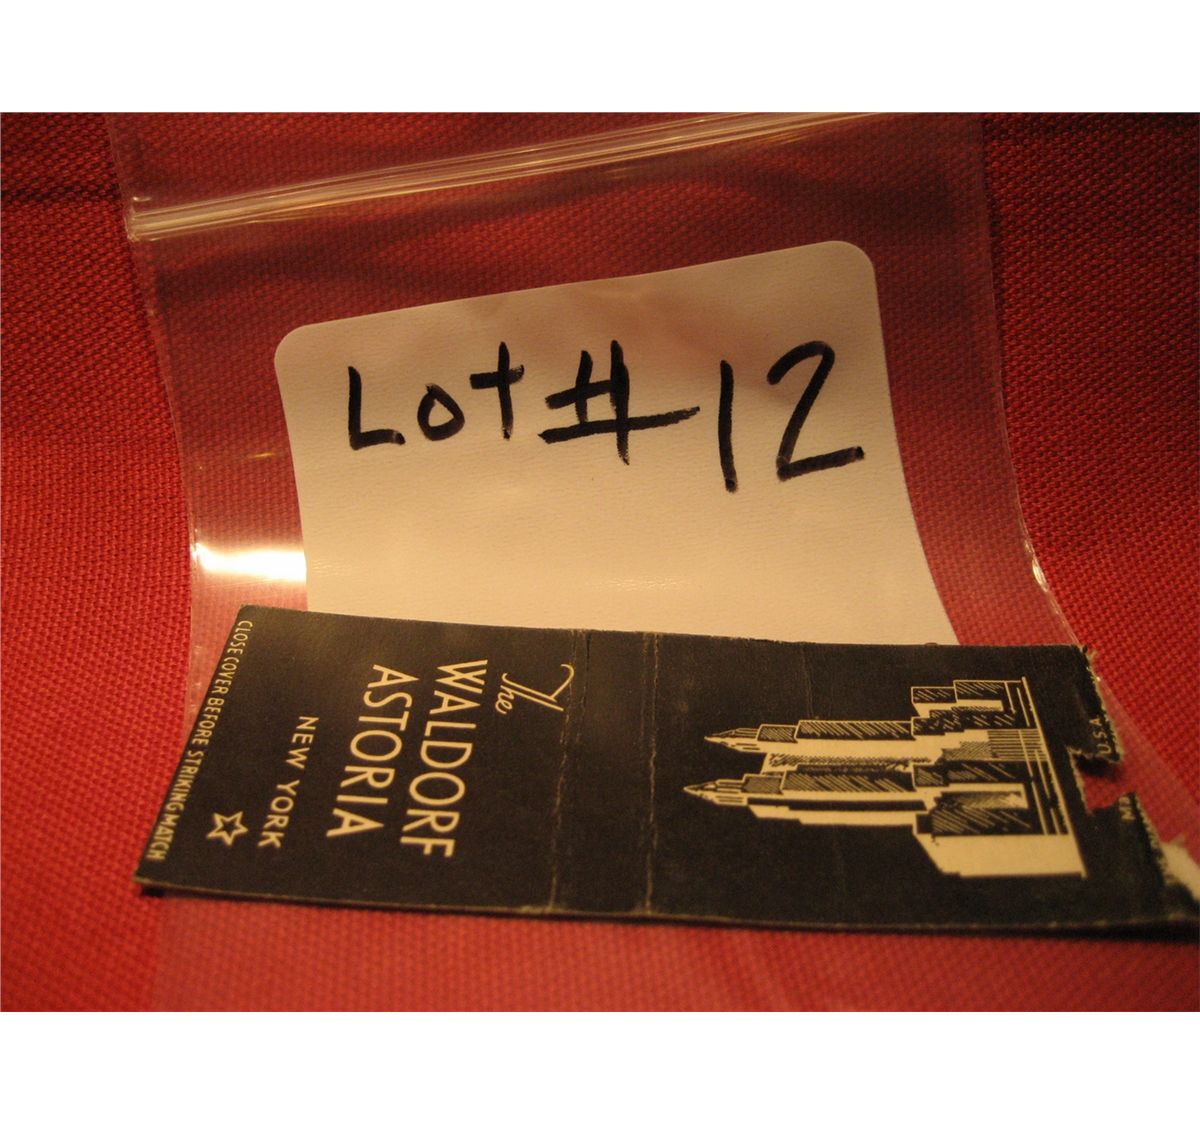 Lot # 12
The
WALDORF
ASTORIA
NEW YORK
CLOSE COVER BEFORE STRIKING MATCH
U.S.A.